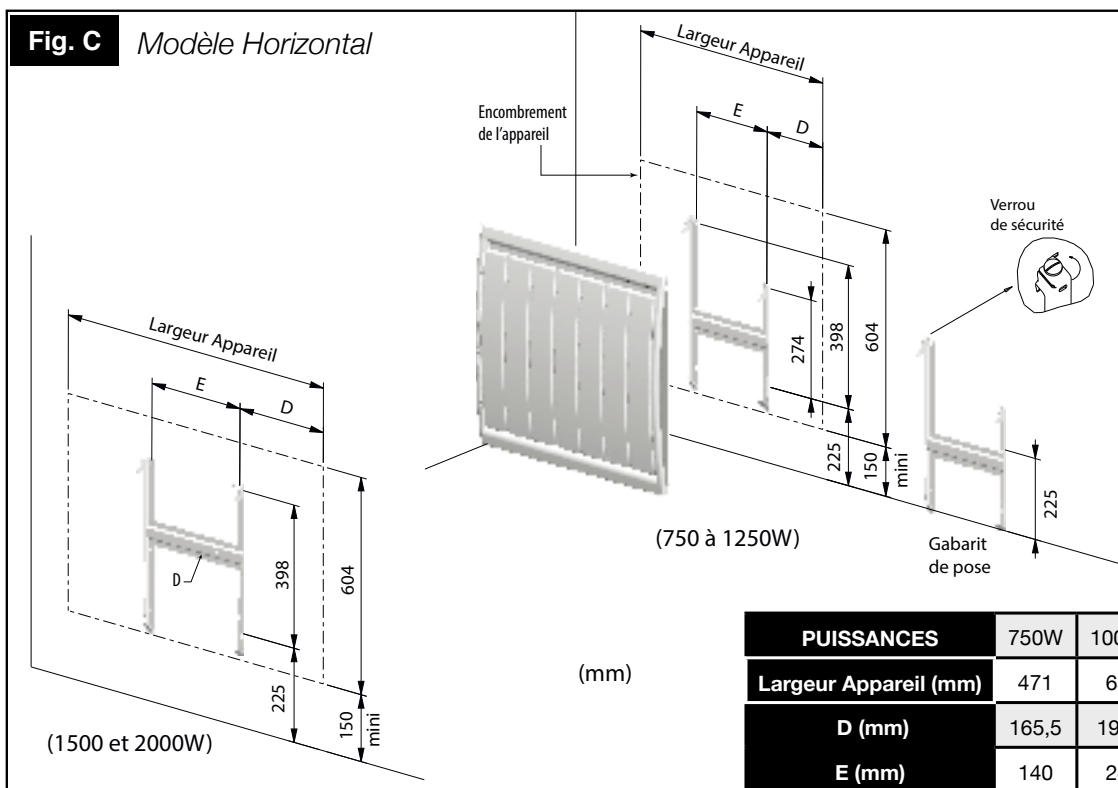 Fig. C Modèle Horizontal
Largeur Appareil
E
D
Encombrement
de l'appareil
Verrou
de sécurité
274
398
604
225
150
mini
225
(750 à 1250W)
Gabarit
de pose
Largeur Appareil
E
D
D
398
604
225
150
mini
(1500 et 2000W)
(mm)
PUISSANCES 750W
Largeur Appareil (mm) 471
D (mm) 165,5
E (mm) 140